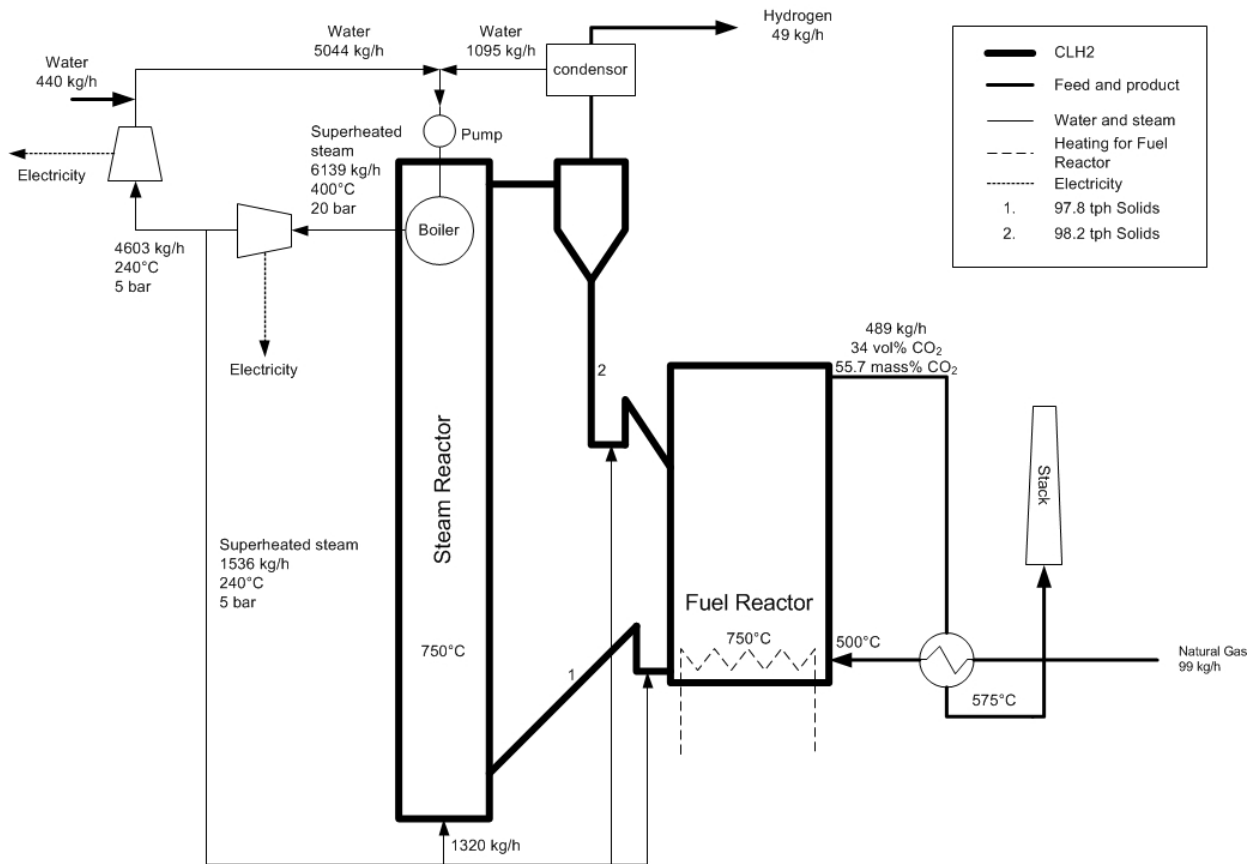 Hydrogen
49 kg/h
Water
5044 kg/h
Water
1095 kg/h
condensor
Water
440 kg/h
Pump
Superheated
steam
6139 kg/h
400°C
20 bar
Electricity
Boiler
4603 kg/h
240°C
5 bar
Electricity
CLH2
Feed and product
Water and steam
Heating for Fuel
Reactor
Electricity
1. 97.8 tph Solids
2. 98.2 tph Solids
489 kg/h
34 vol% CO₂
55.7 mass% CO₂
2
Steam Reactor
Stack
Superheated steam
1536 kg/h
240°C
5 bar
Fuel Reactor
750°C
750°C
500°C
Natural Gas
99 kg/h
1
575°C
1320 kg/h